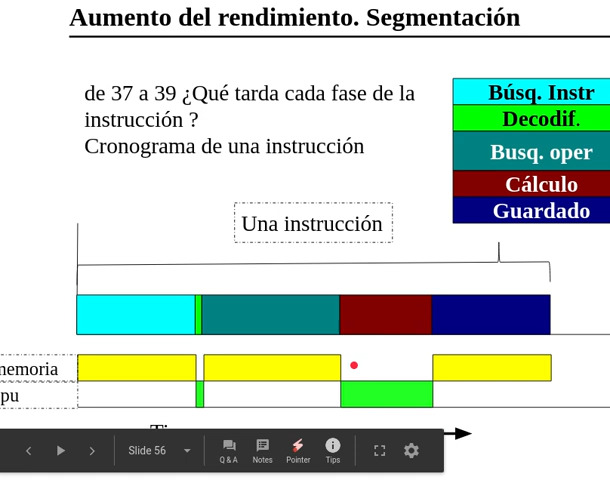 Aumento del rendimiento. Segmentación
de 37 a 39 ¿Qué tarda cada fase de la
instrucción ?
Cronograma de una instrucción
Búsq. Instr
Decodif.
Busq. oper
Cálculo
Guardado
Una instrucción
memoria
pu
Slide 56
Q & A
Notes
Pointer
Tips